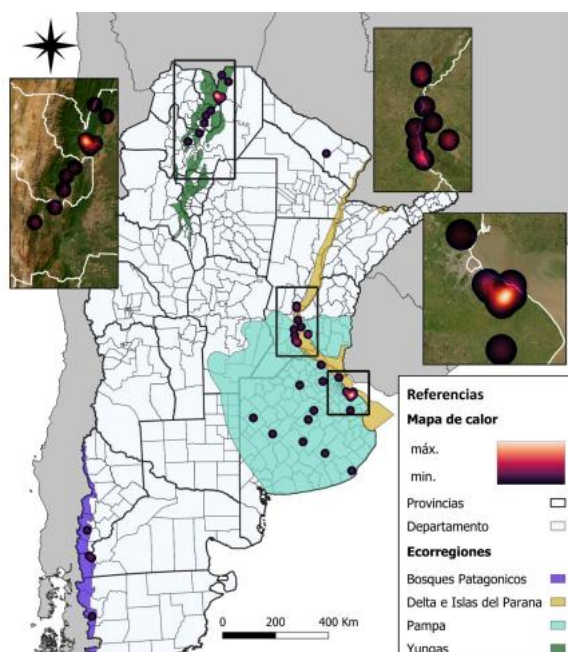 Referencias
Mapa de calor
máx.
min.
Provincias
Departamento
Ecorregiones
Bosques Patagonicos
Delta e Islas del Parana
Pampa
Yungas
0 200 400 Km